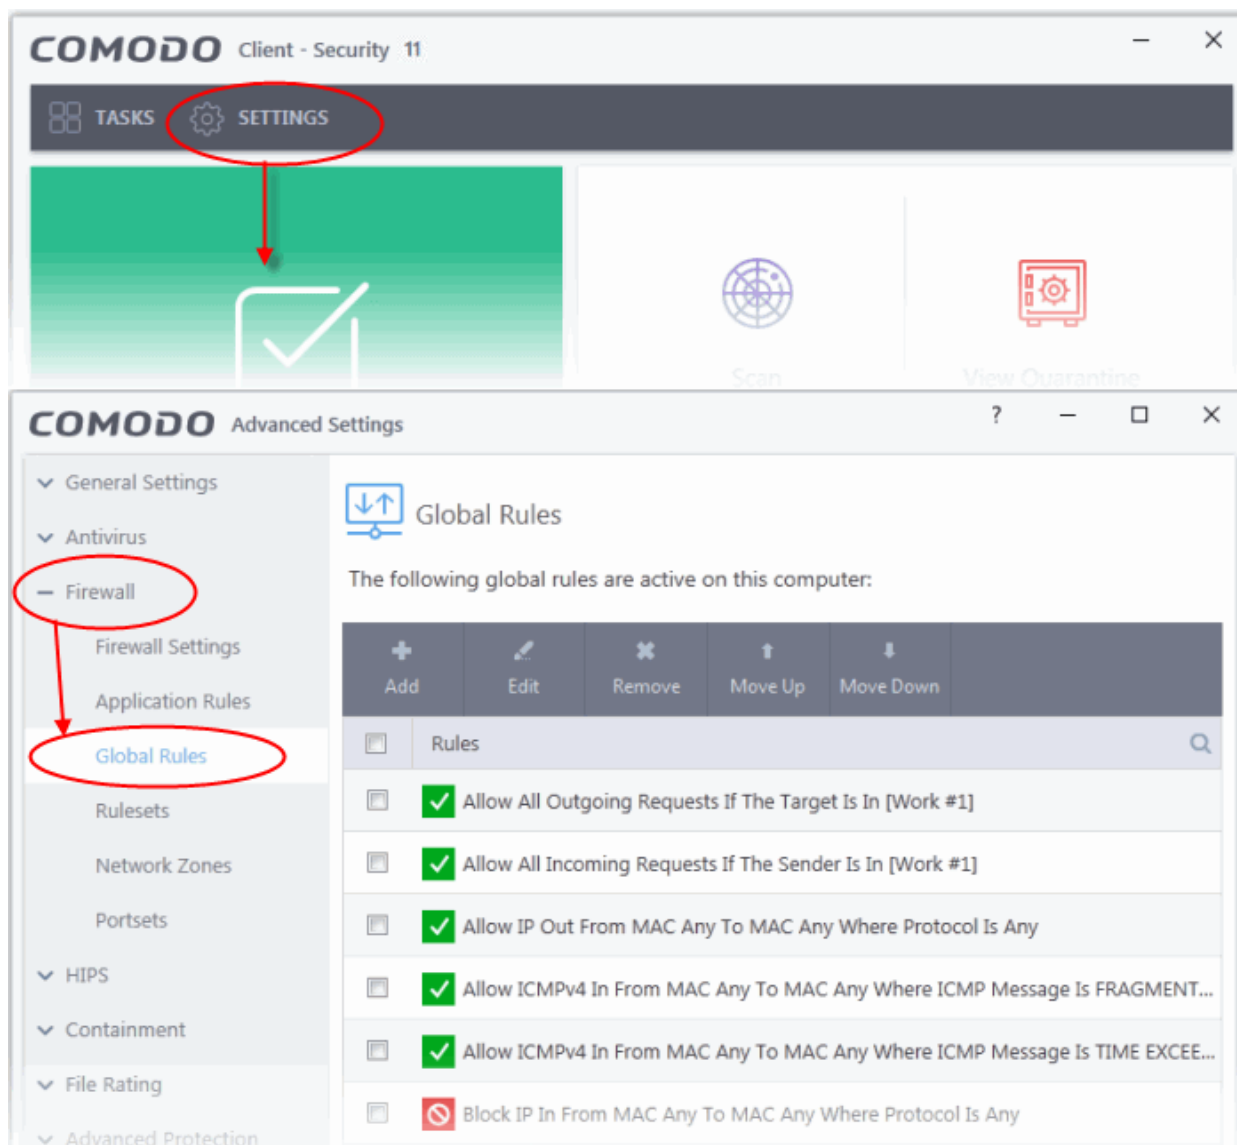 COMODO Client - Security 11
TASKS SETTINGS
Scan View Quarantine
COMODO Advanced Settings ?
General Settings
Antivirus
Firewall
Firewall Settings
Application Rules
Global Rules
Rulesets
Network Zones
Portsets
HIPS
Containment
File Rating
Advanced Protection
Global Rules
The following global rules are active on this computer:
Add Edit Remove Move Up Move Down
Rules
Allow All Outgoing Requests If The Target Is In [Work #1]
Allow All Incoming Requests If The Sender Is In [Work #1]
Allow IP Out From MAC Any To MAC Any Where Protocol Is Any
Allow ICMPv4 In From MAC Any To MAC Any Where ICMP Message Is FRAGMENT...
Allow ICMPv4 In From MAC Any To MAC Any Where ICMP Message Is TIME EXCEE...
Block IP In From MAC Any To MAC Any Where Protocol Is Any